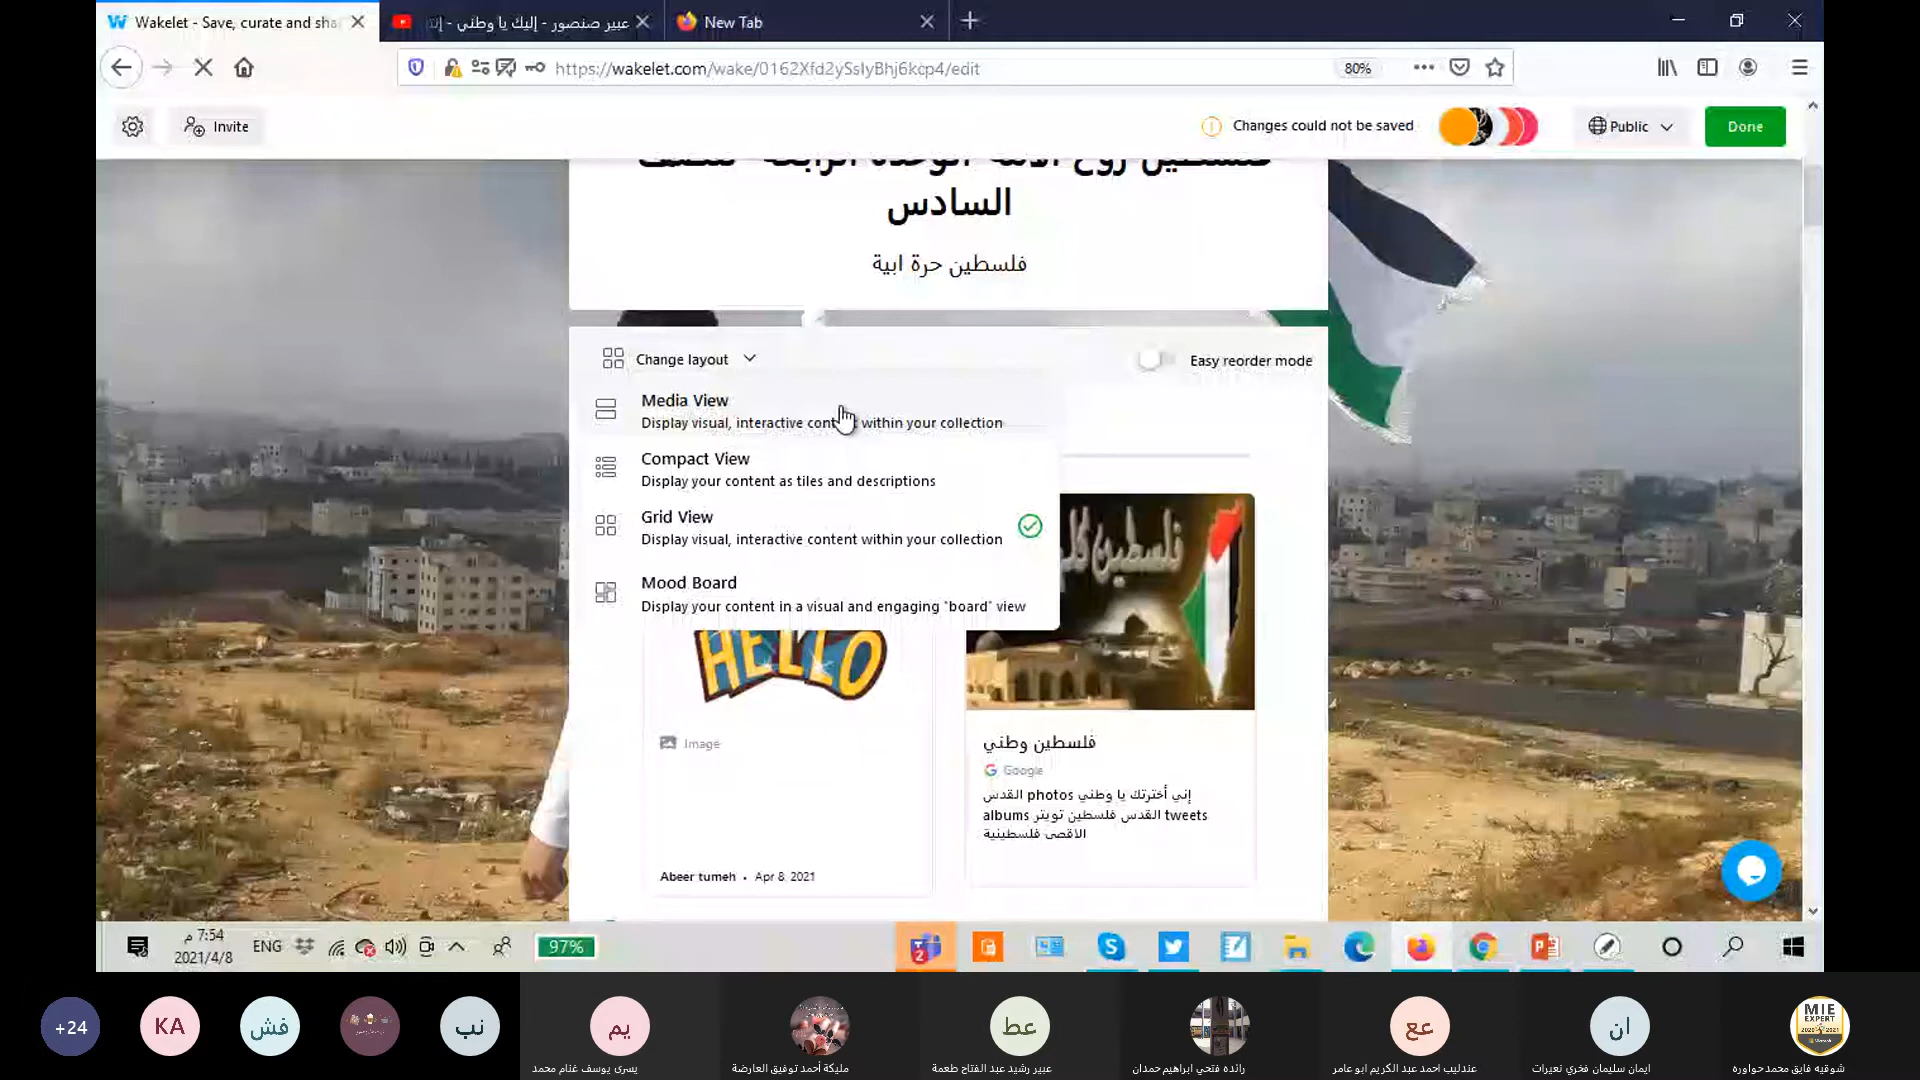 Wakelet - Save, curate and sha
عبير صنصور - إليك يا وطني - إن
New Tab
https://wakelet.com/wake/0162Xfd2ySslyBhj6kcp4/edit
80%
Invite
Changes could not be saved
Public
Done
السادس
فلسطين حرة ابية
Change layout
Easy reorder mode
Media View
Display visual, interactive content within your collection
Compact View
Display your content as tiles and descriptions
Grid View
Display visual, interactive content within your collection
Mood Board
Display your content in a visual and engaging "board" view
HELLO
Image
Abeer tumeh • Apr 8, 2021
فلسطين وطني
Google
إني أخترتك يا وطني photos القدس
albums القدس فلسطين تويتر tweets
الاقصى فلسطينية
7:54 م
2021/4/8
ENG
97%
+24
KA
فش
نب
يم
يسرى يوسف غنام محمد
مليكة أحمد توفيق العارضة
عط
عبير رشيد عبد الفتاح طعمة
رائده فتحي ابراهيم حمدان
عع
عندليب احمد عبد الكريم ابو عامر
ان
ايمان سليمان فخري نعيرات
MIE
EXPERT
شوقيه فايق محمد حواوره